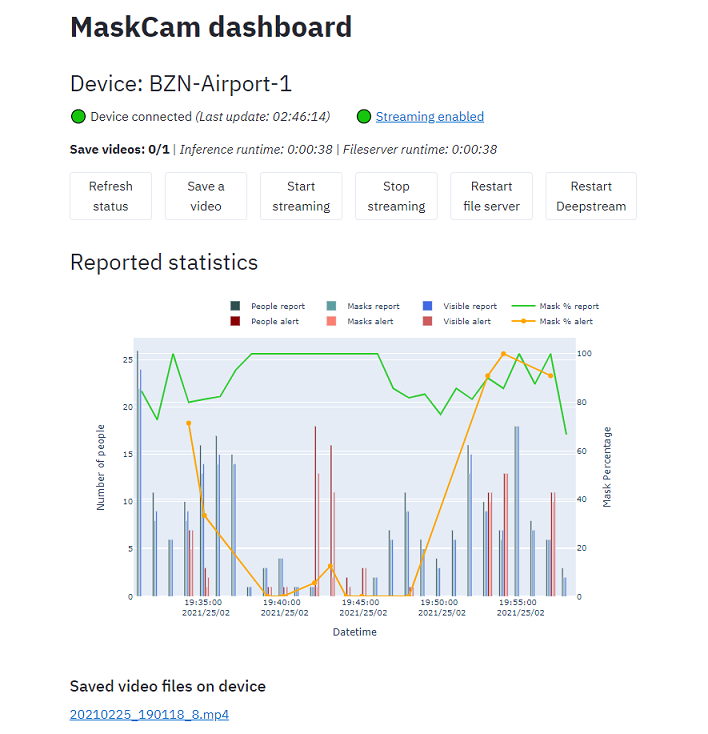 MaskCam dashboard
Device: BZN-Airport-1
Device connected (Last update: 02:46:14) Streaming enabled
Save videos: 0/1 | Inference runtime: 0:00:38 | Fileserver runtime: 0:00:38
Refresh status
Save a video
Start streaming
Stop streaming
Restart file server
Restart Deepstream
Reported statistics
People report Masks report Visible report Mask % report
People alert Masks alert Visible alert Mask % alert
Number of people
25
20
15
10
5
0
100
80
60
40
20
0
Mask Percentage
19:35:00 19:40:00 19:45:00 19:50:00 19:55:00
2021/25/02 2021/25/02 2021/25/02 2021/25/02 2021/25/02
Datetime
Saved video files on device
20210225_190118_8.mp4